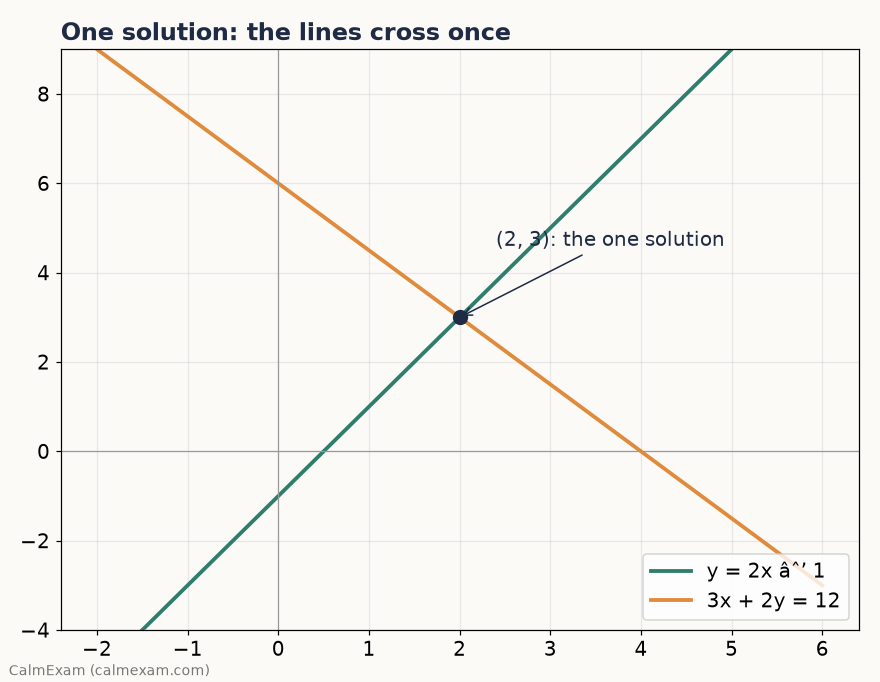 One solution: the lines cross once
8
6
4
2
0
−2
−4
(2, 3): the one solution
y = 2x âˆ’ 1
3x + 2y = 12
−2 −1 0 1 2 3 4 5 6
CalmExam (calmexam.com)